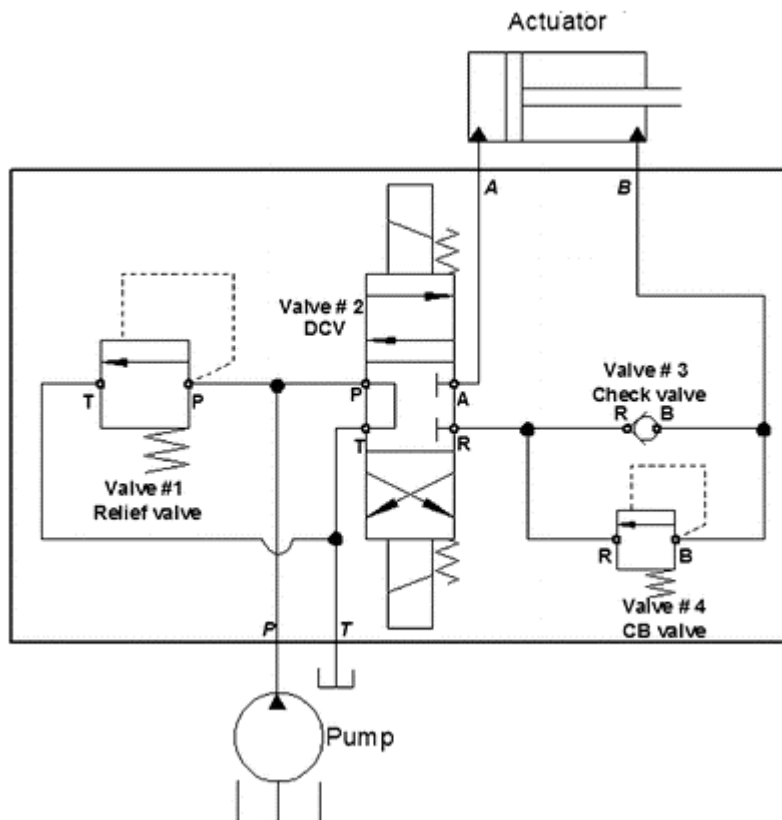 Actuator
A
B
Valve # 2
DCV
Valve # 3
Check valve
P
A
R
B
T
P
T
R
Valve #1
Relief valve
R
B
Valve # 4
CB valve
P
T
Pump